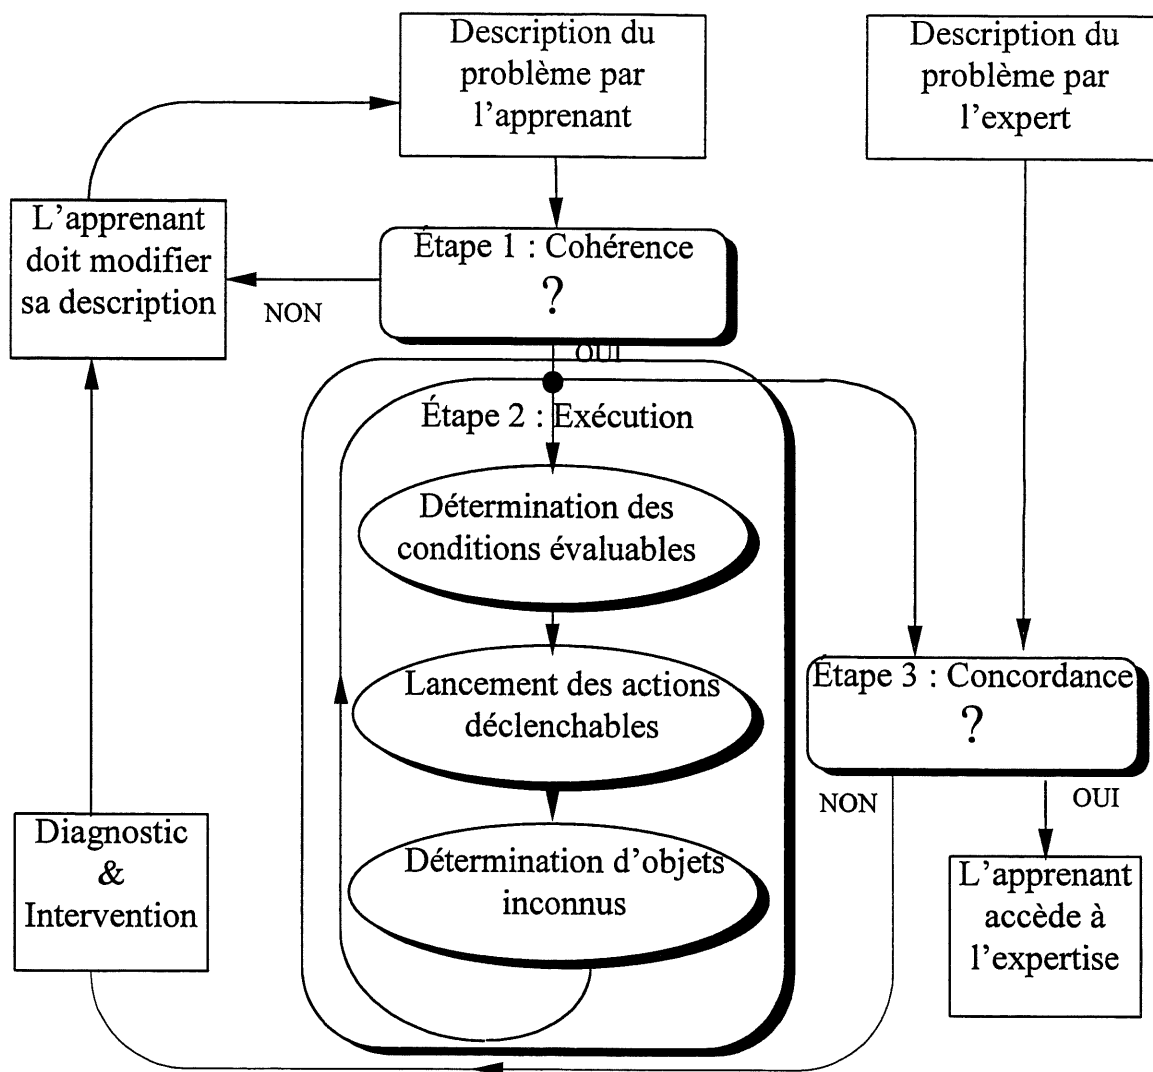 Description du
problème par
l'apprenant
Description du
problème par
l'expert
L'apprenant
doit modifier
sa description
Étape 1 : Cohérence
?
NON
OUI
Étape 2 : Exécution
Détermination des
conditions évaluables
Lancement des actions
déclenchables
Détermination d'objets
inconnus
Étape 3 : Concordance
?
NON
OUI
Diagnostic
&
Intervention
L'apprenant
accède à
l'expertise